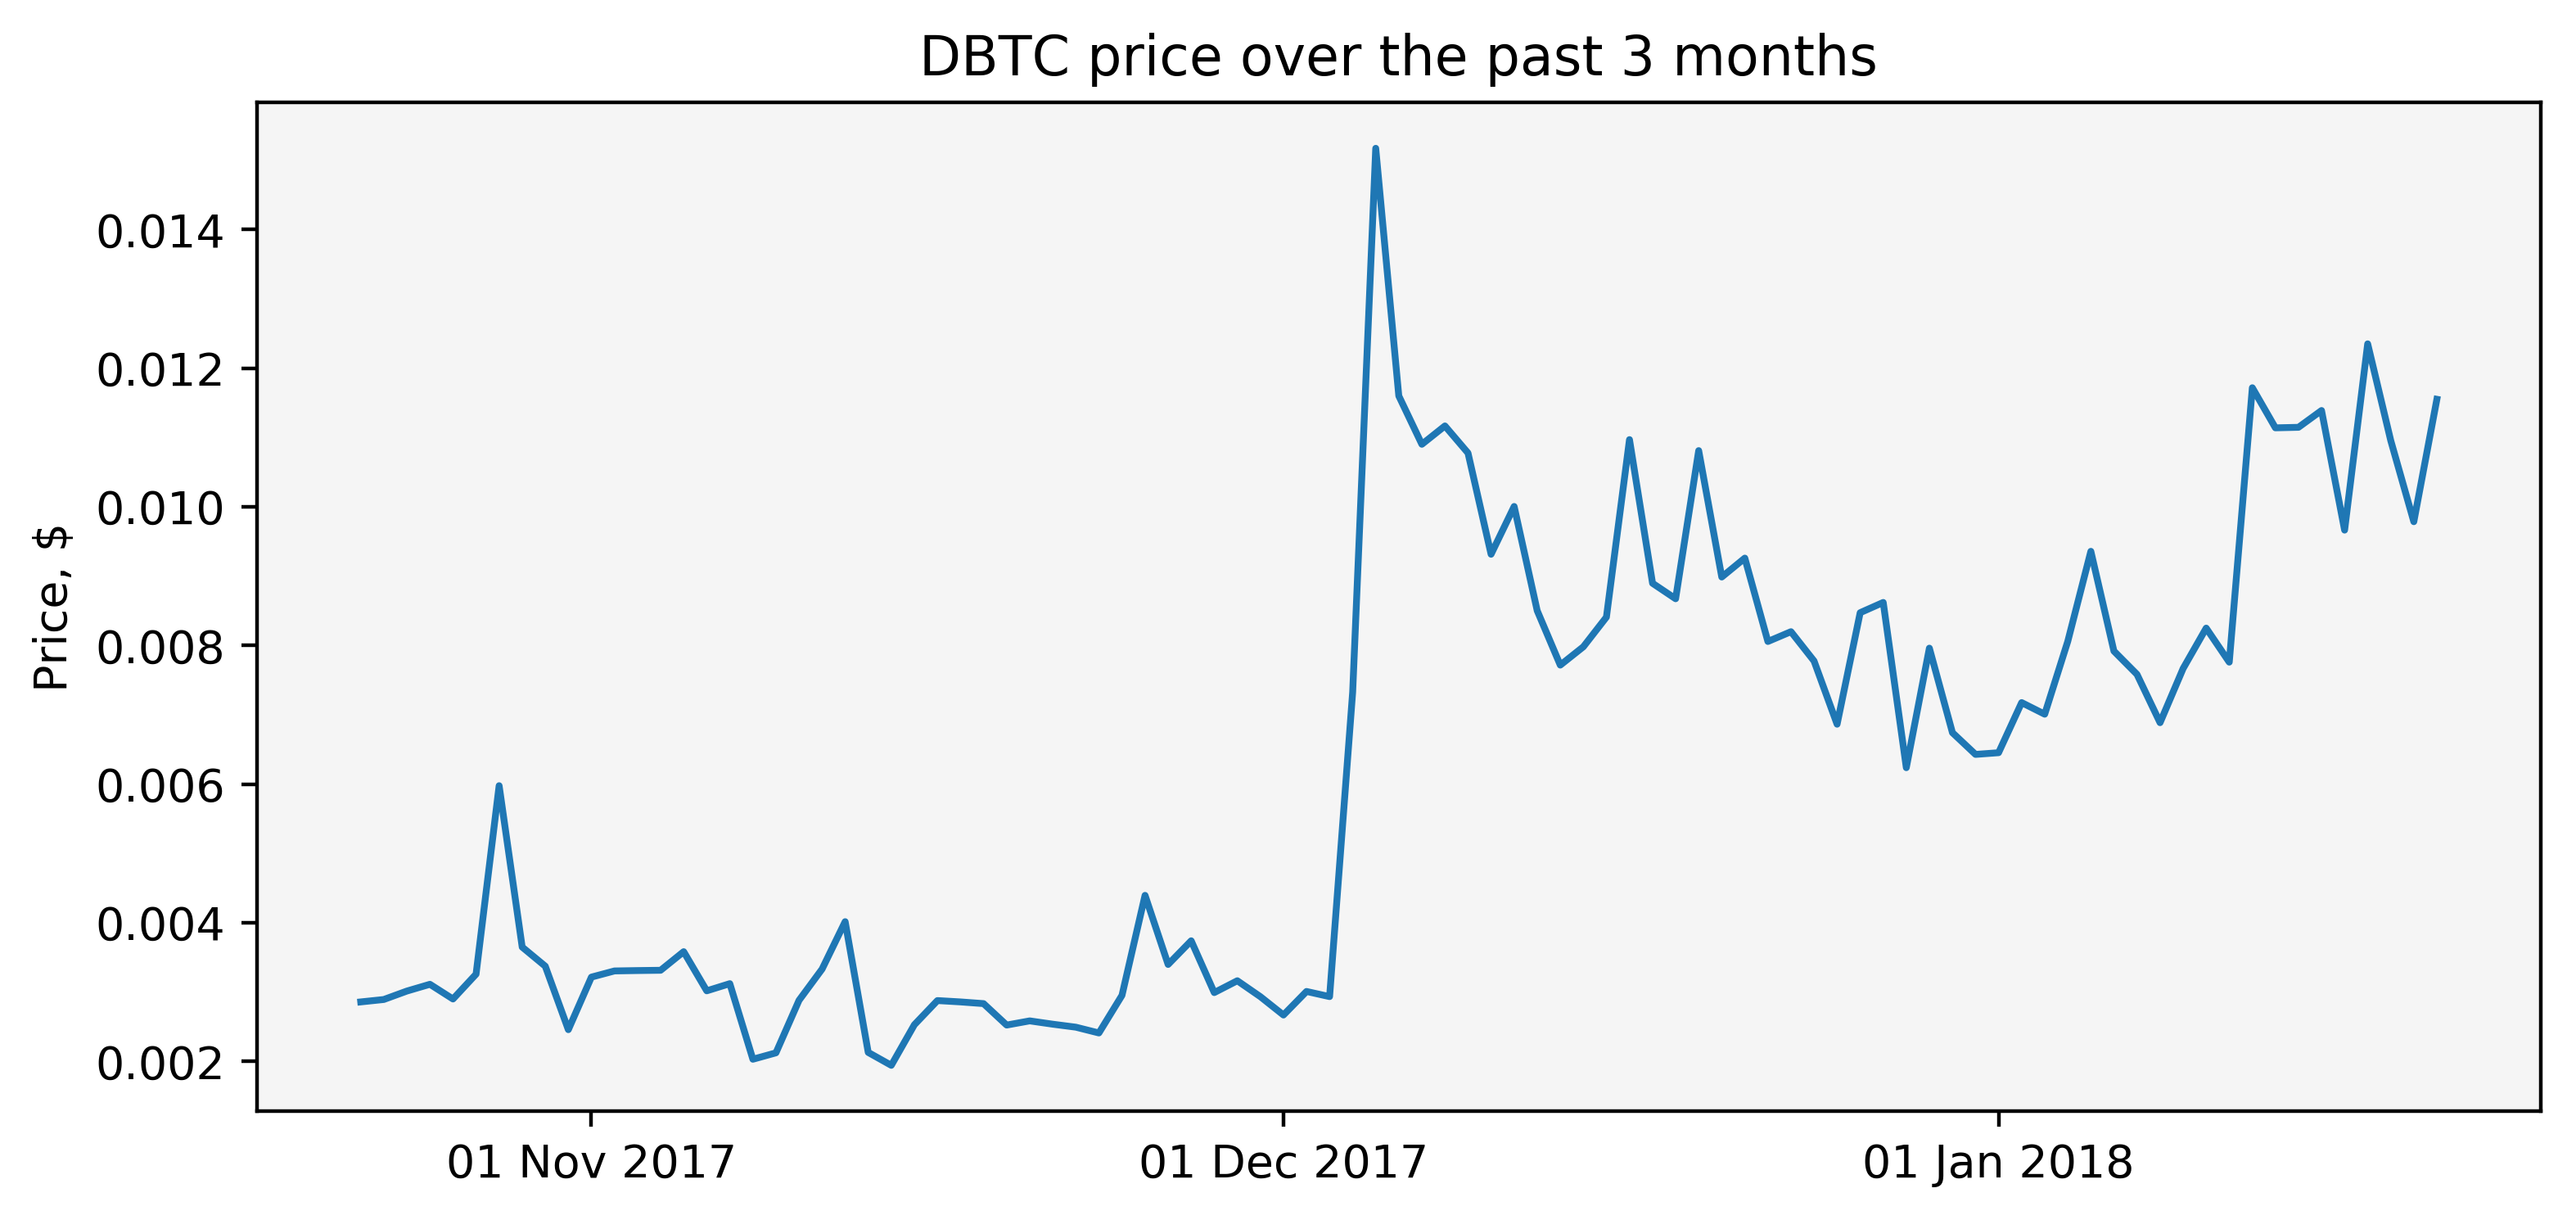 DBTC price over the past 3 months
Price, $
0.014
0.012
0.010
0.008
0.006
0.004
0.002
01 Nov 2017
01 Dec 2017
01 Jan 2018